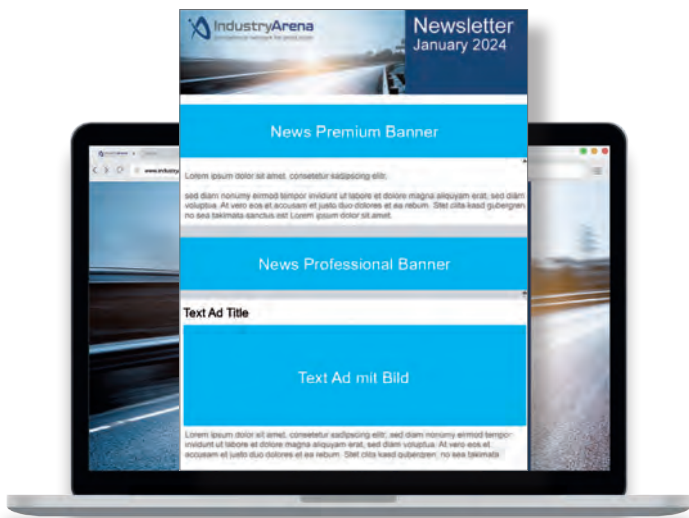 IndustryArena
Newsletter
January 2024
News Premium Banner
www.industry
Lorem ipsum dolor sit amet, consetetur sadipscing elitr,
sed diam nonumy eirmod tempor invidunt ut labore et dolore magna aliquyam erat, sed diam
voluptua. At vero eos et accusam et justo duo dolores et ea rebum. Stet clita kasd gubergren,
no sea takimata sanctus est Lorem ipsum dolor sit amet.
News Professional Banner
Text Ad Title
Text Ad mit Bild
Lorem ipsum dolor sit amet, consetetur sadipscing elitr, sed diam nonumy eirmod tempor
invidunt ut labore et dolore magna aliquyam erat, sed diam voluptua. At vero eos et
accusam et justo duo dolores et ea rebum. Stet clita kasd gubergren, no sea takimata